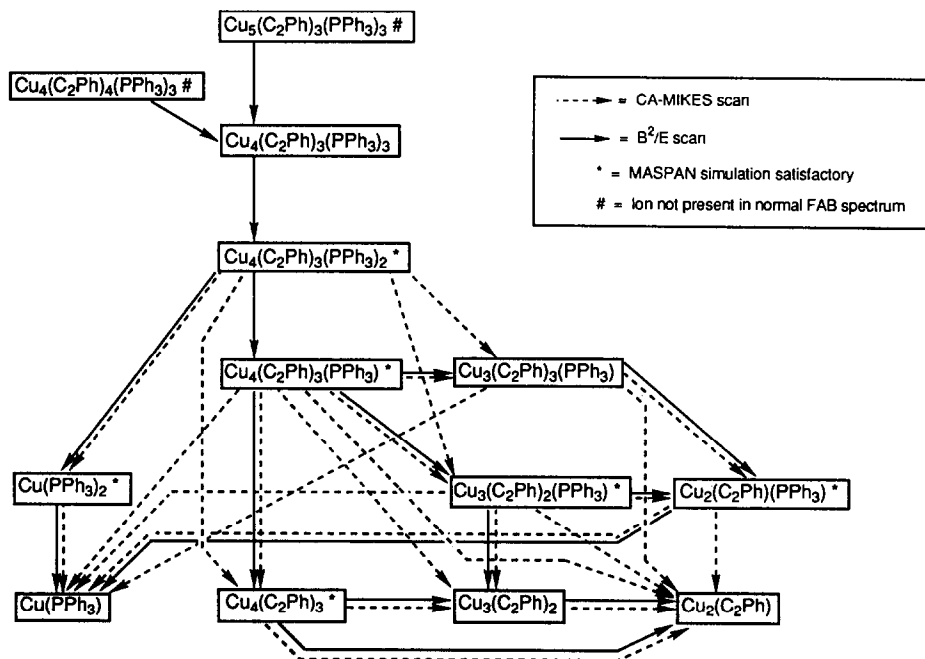 Cu5(C2Ph)3(PPh3)3 #
Cu4(C2Ph)4(PPh3)3 #
Cu4(C2Ph)3(PPh3)3
= CA-MIKES scan
= B²/E scan
* = MASPAN simulation satisfactory
# = Ion not present in normal FAB spectrum
Cu4(C2Ph)3(PPh3)2 *
Cu4(C2Ph)3(PPh3) *
Cu3(C2Ph)3(PPh3)
Cu(PPh3)2 *
Cu3(C2Ph)2(PPh3) *
Cu2(C2Ph)(PPh3) *
Cu(PPh3)
Cu4(C2Ph)3 *
Cu3(C2Ph)2
Cu2(C2Ph)